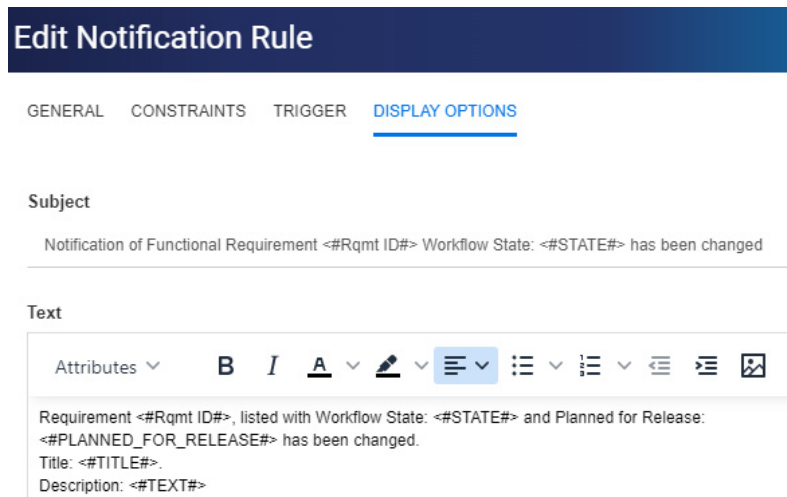 Edit Notification Rule
GENERAL CONSTRAINTS TRIGGER DISPLAY OPTIONS
Subject
Notification of Functional Requirement <#Rqmt ID#> Workflow State: <#STATE#> has been changed
Text
Attributes B I A
Requirement <#Rqmt ID#>, listed with Workflow State: <#STATE#> and Planned for Release:
<#PLANNED_FOR_RELEASE#> has been changed.
Title: <#TITLE#>.
Description: <#TEXT#>